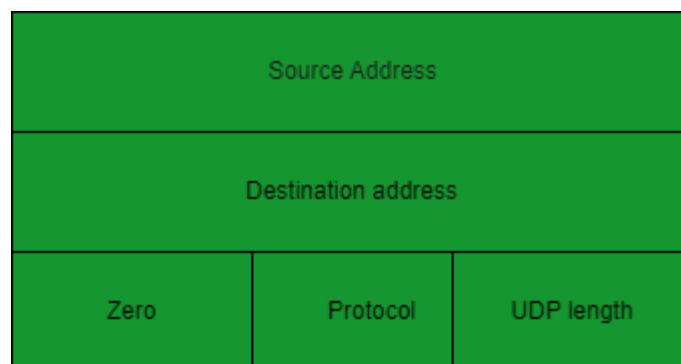 Source Address
Destination address
Zero Protocol UDP length